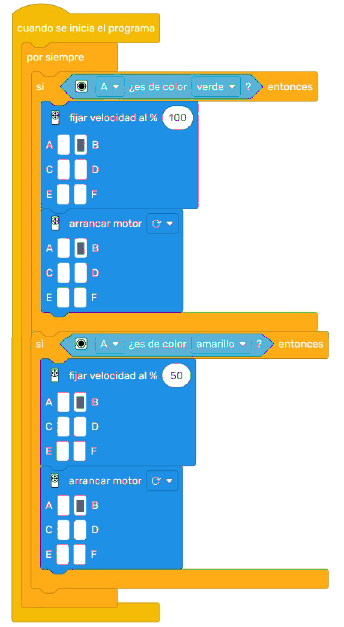 cuando se inicia el programa
por siempre
si A ¿es de color verde ? entonces
fijar velocidad al % 100
A B
C D
E F
arrancar motor
A B
C D
E F
si A ¿es de color amarillo ? entonces
fijar velocidad al % 50
A B
C D
E F
arrancar motor
A B
C D
E F